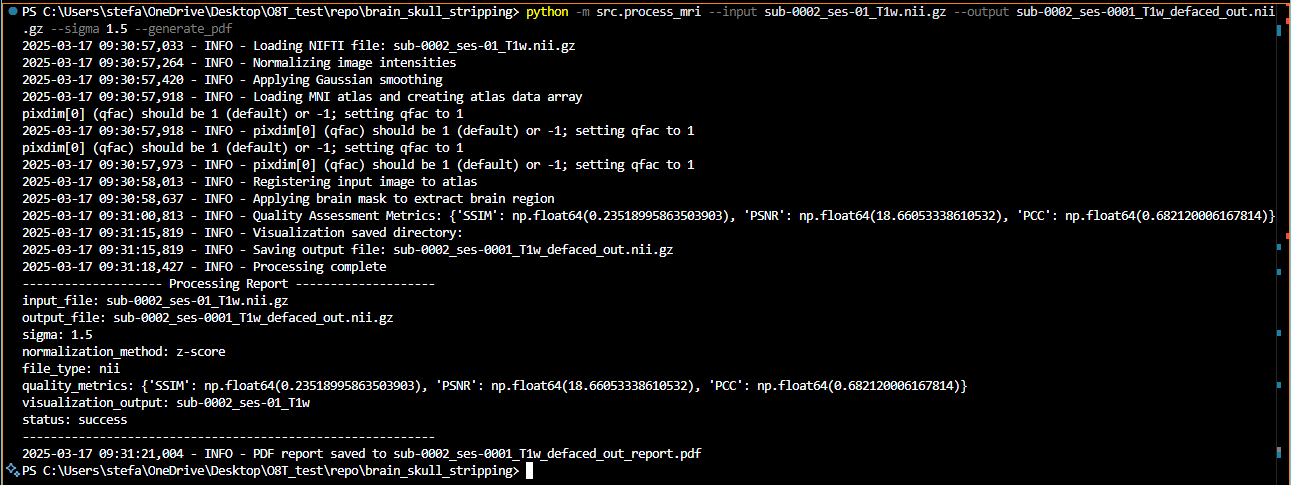 PS C:\Users\stefa\OneDrive\Desktop\O8T_test\repo\brain_skull_stripping> python -m src.process_mri --input sub-0002_ses-01_T1w.nii.gz --output sub-0002_ses-0001_T1w_defaced_out.nii
.gz --sigma 1.5 --generate_pdf
2025-03-17 09:30:57,033 - INFO - Loading NIFTI file: sub-0002_ses-01_T1w.nii.gz
2025-03-17 09:30:57,264 - INFO - Normalizing image intensities
2025-03-17 09:30:57,420 - INFO - Applying Gaussian smoothing
2025-03-17 09:30:57,918 - INFO - Loading MNI atlas and creating atlas data array
pixdim[0] (qfac) should be 1 (default) or -1; setting qfac to 1
2025-03-17 09:30:57,918 - INFO - pixdim[0] (qfac) should be 1 (default) or -1; setting qfac to 1
pixdim[0] (qfac) should be 1 (default) or -1; setting qfac to 1
2025-03-17 09:30:57,973 - INFO - pixdim[0] (qfac) should be 1 (default) or -1; setting qfac to 1
2025-03-17 09:30:58,013 - INFO - Registering input image to atlas
2025-03-17 09:30:58,637 - INFO - Applying brain mask to extract brain region
2025-03-17 09:31:00,813 - INFO - Quality Assessment Metrics: {'SSIM': np.float64(0.23518995863503903), 'PSNR': np.float64(18.66053338610532), 'PCC': np.float64(0.682120006167814)}
2025-03-17 09:31:15,819 - INFO - Visualization saved directory:
2025-03-17 09:31:15,819 - INFO - Saving output file: sub-0002_ses-0001_T1w_defaced_out.nii.gz
2025-03-17 09:31:18,427 - INFO - Processing complete
-------------------- Processing Report --------------------
input_file: sub-0002_ses-01_T1w.nii.gz
output_file: sub-0002_ses-0001_T1w_defaced_out.nii.gz
sigma: 1.5
normalization_method: z-score
file_type: nii
quality_metrics: {'SSIM': np.float64(0.23518995863503903), 'PSNR': np.float64(18.66053338610532), 'PCC': np.float64(0.682120006167814)}
visualization_output: sub-0002_ses-01_T1w
status: success
-----------------------------------------------------------
2025-03-17 09:31:21,004 - INFO - PDF report saved to sub-0002_ses-0001_T1w_defaced_out_report.pdf
PS C:\Users\stefa\OneDrive\Desktop\O8T_test\repo\brain_skull_stripping>